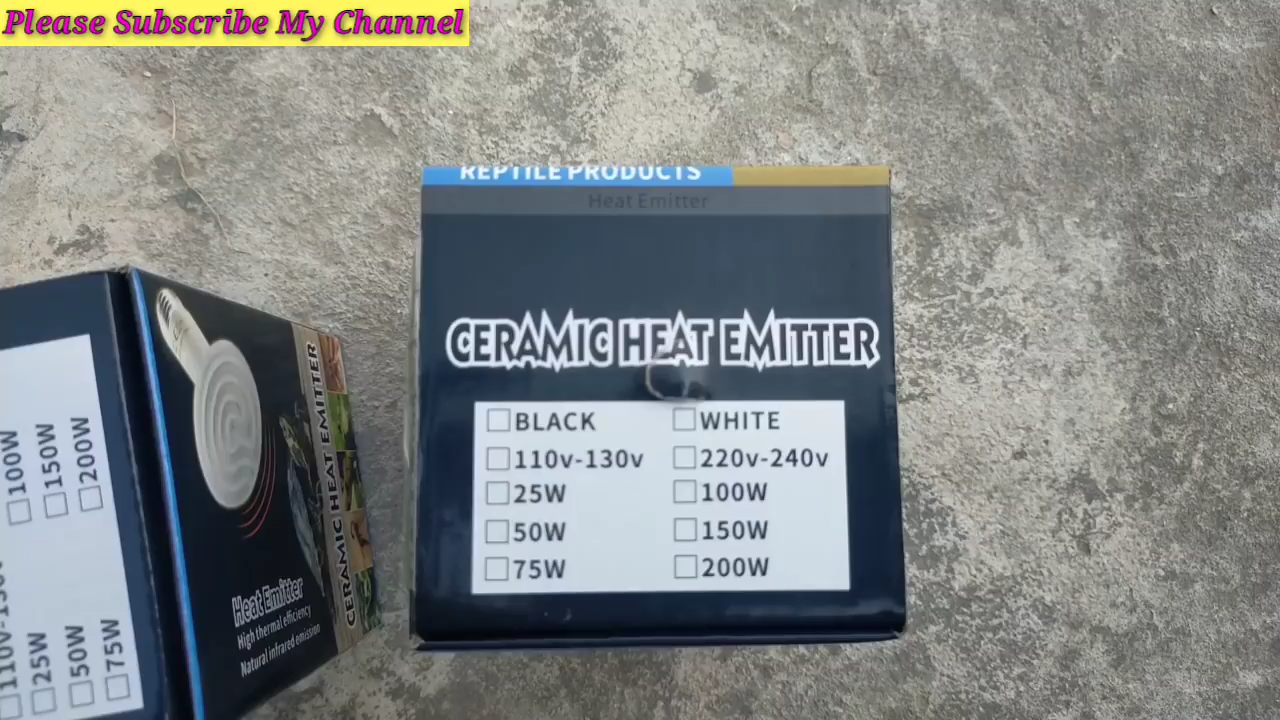 Please Subscribe My Channel
REPTILE PRODUCTS
Heat Emitter
CERAMIC HEAT EMITTER
BLACK
WHITE
110v-130v
220v-240v
25W
100W
50W
150W
75W
200W
100W
150W
200W
25W
50W
75W
CERAMIC HEAT EMITTER
Heat Emitter
High thermal efficiency
Natural infrared emission